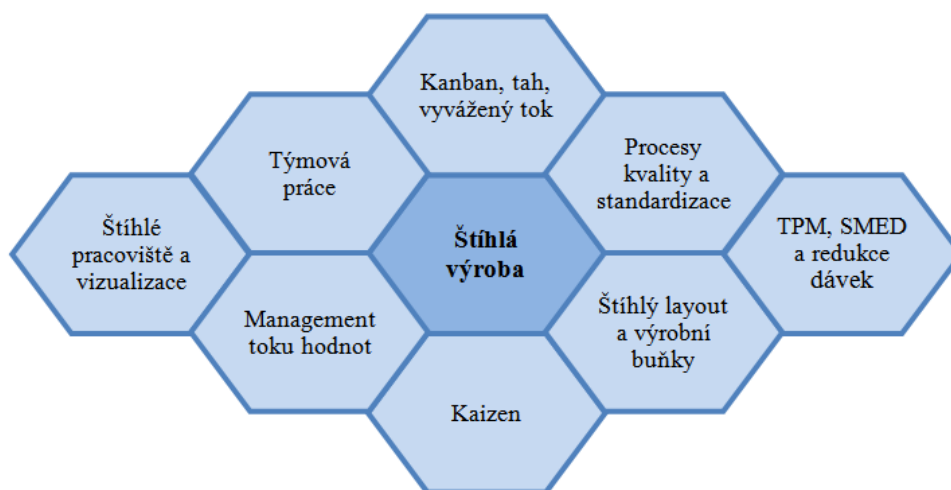 Kanban, tah,
vyvážený tok
Týmová
práce
Procesy
kvality a
standardizace
Štíhlé
pracoviště a
vizualizace
Štíhlá
výroba
TPM, SMED
a redukce
dávek
Management
toku hodnot
Štíhlý layout
a výrobní
buňky
Kaizen